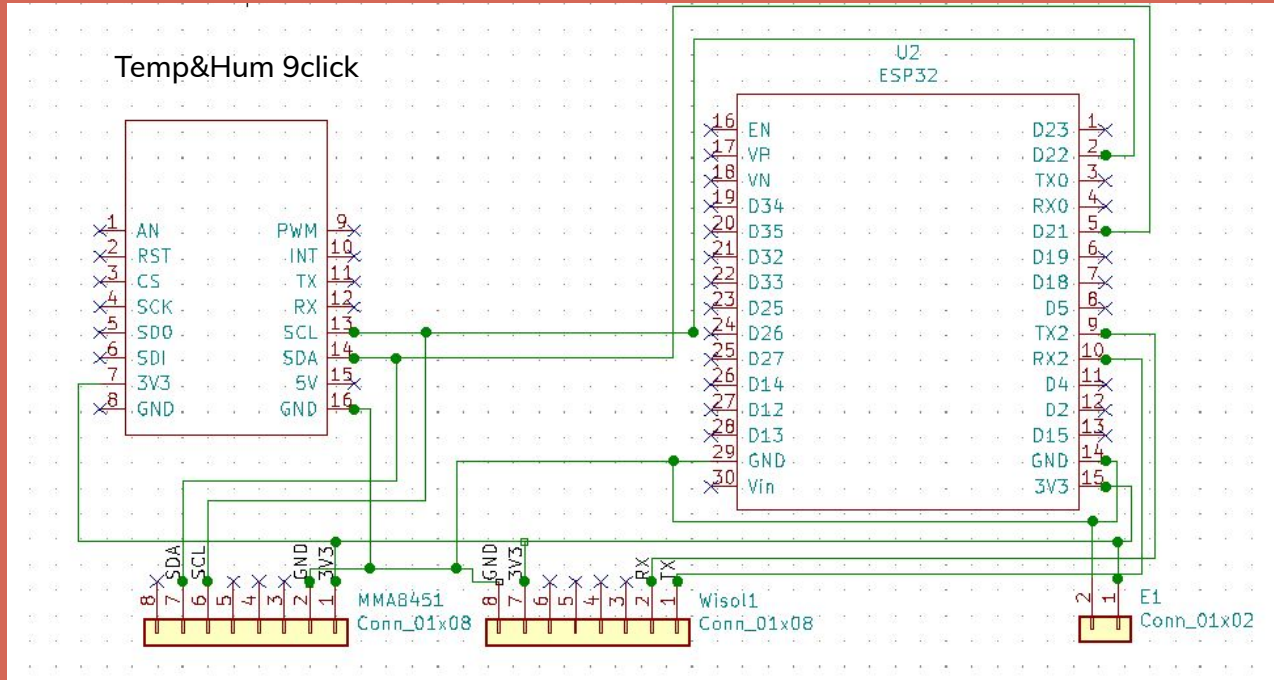 Temp&Hum 9click
U2
ESP32
1 AN PWM 9
2 RST INT 10
3 CS TX 11
4 SCK RX 12
5 SDO SCL 13
6 SDI SDA 14
7 3V3 5V 15
8 GND GND 16
16 EN D23 1
17 VP D22 2
18 VN TX0 3
19 D34 RX0 4
20 D35 D21 5
21 D32 D19 6
22 D33 D18 7
23 D25 D5 8
24 D26 TX2 9
25 D27 RX2 10
26 D14 D4 11
27 D12 D2 12
28 D13 D15 13
29 GND GND 14
30 Vin 3V3 15
SDA SCL GND 3V3
8 7 6 5 4 3 2 1
MMA8451
Conn_01x08
GND 3V3 RX TX
8 7 6 5 4 3 2 1
Wisol1
Conn_01x08
2 1
E1
Conn_01x02